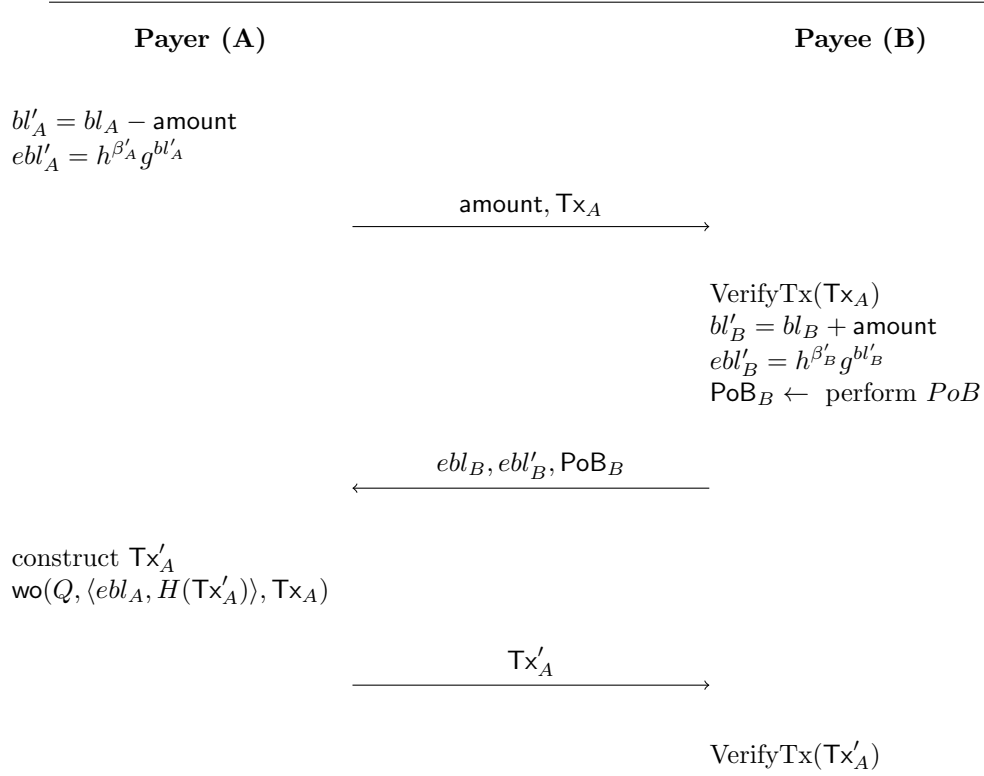 Payer (A)
Payee (B)
bl′_A = bl_A − amount
ebl′_A = h^{β′_A} g^{bl′_A}
amount, Tx_A
VerifyTx(Tx_A)
bl′_B = bl_B + amount
ebl′_B = h^{β′_B} g^{bl′_B}
PoB_B ← perform PoB
ebl_B, ebl′_B, PoB_B
construct Tx′_A
wo(Q, ⟨ebl_A, H(Tx′_A)⟩, Tx_A)
Tx′_A
VerifyTx(Tx′_A)